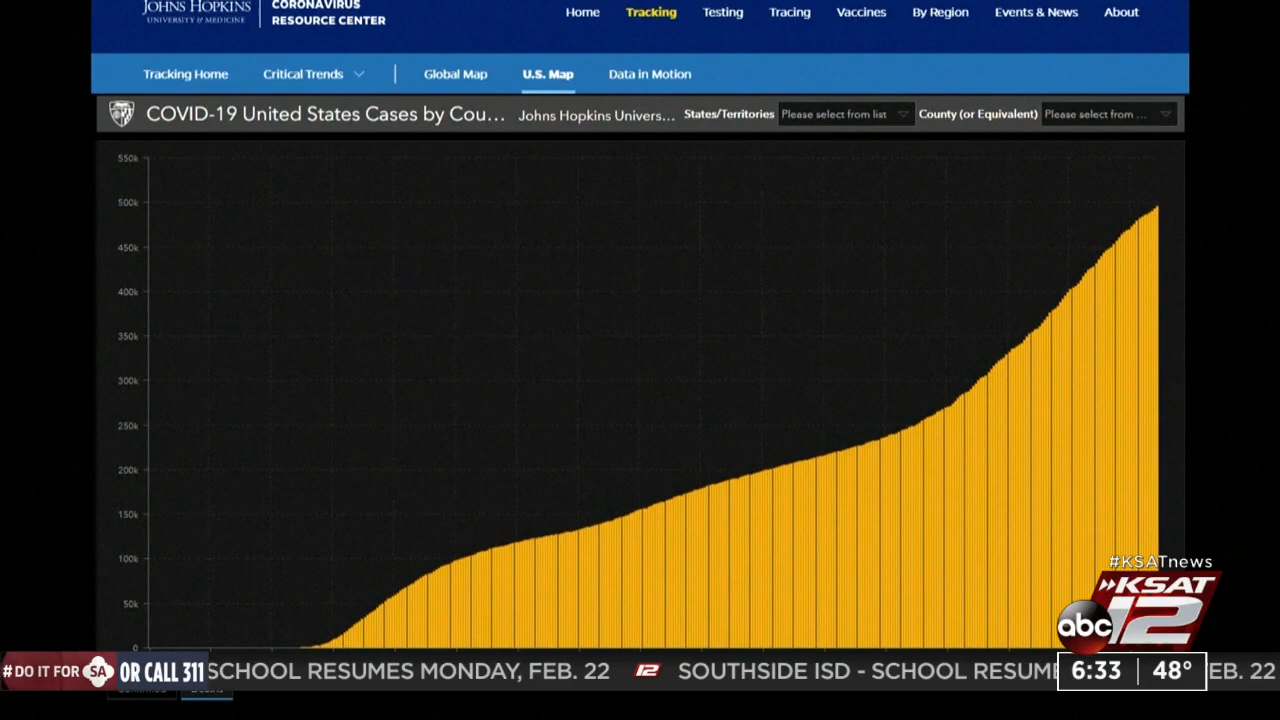 JOHNS HOPKINS
UNIVERSITY & MEDICINE
CORONAVIRUS
RESOURCE CENTER
Home
Tracking
Testing
Tracing
Vaccines
By Region
Events & News
About
Tracking Home
Critical Trends
Global Map
U.S. Map
Data in Motion
COVID-19 United States Cases by Cou...
Johns Hopkins Univers...
States/Territories
Please select from list
County (or Equivalent)
Please select from ...
550k
500k
450k
400k
350k
300k
250k
200k
150k
100k
50k
0
#KSATnews
KSAT
abc 12
#DO IT FOR SA OR CALL 311
SCHOOL RESUMES MONDAY, FEB. 22 12 SOUTHSIDE ISD - SCHOOL RESUM
6:33 48°
EB. 22